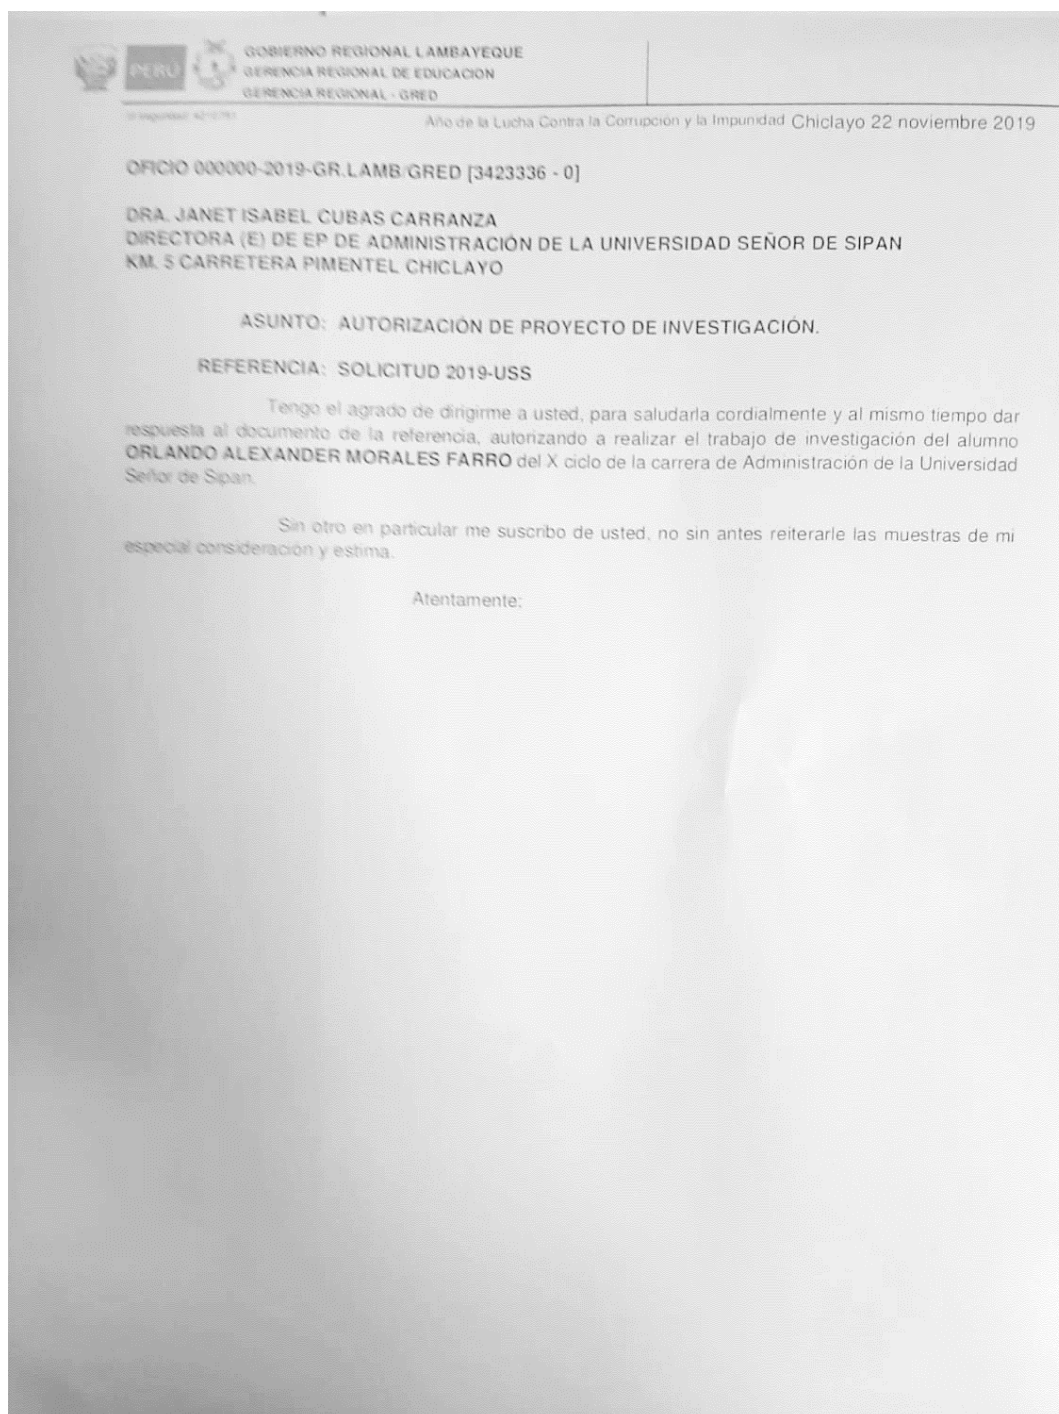 PERÚ
GOBIERNO REGIONAL LAMBAYEQUE
GERENCIA REGIONAL DE EDUCACION
GERENCIA REGIONAL - GRED
Año de la Lucha Contra la Corrupción y la Impunidad Chiclayo 22 noviembre 2019
OFICIO 000000-2019-GR.LAMB/GRED [3423336 - 0]
DRA. JANET ISABEL CUBAS CARRANZA
DIRECTORA (E) DE EP DE ADMINISTRACIÓN DE LA UNIVERSIDAD SEÑOR DE SIPAN
KM. 5 CARRETERA PIMENTEL CHICLAYO
ASUNTO: AUTORIZACIÓN DE PROYECTO DE INVESTIGACIÓN.
REFERENCIA: SOLICITUD 2019-USS
Tengo el agrado de dirigirme a usted, para saludarla cordialmente y al mismo tiempo dar
respuesta al documento de la referencia, autorizando a realizar el trabajo de investigación del alumno
ORLANDO ALEXANDER MORALES FARRO del X ciclo de la carrera de Administración de la Universidad
Señor de Sipan.
Sin otro en particular me suscribo de usted, no sin antes reiterarle las muestras de mi
especial consideración y estima.
Atentamente;